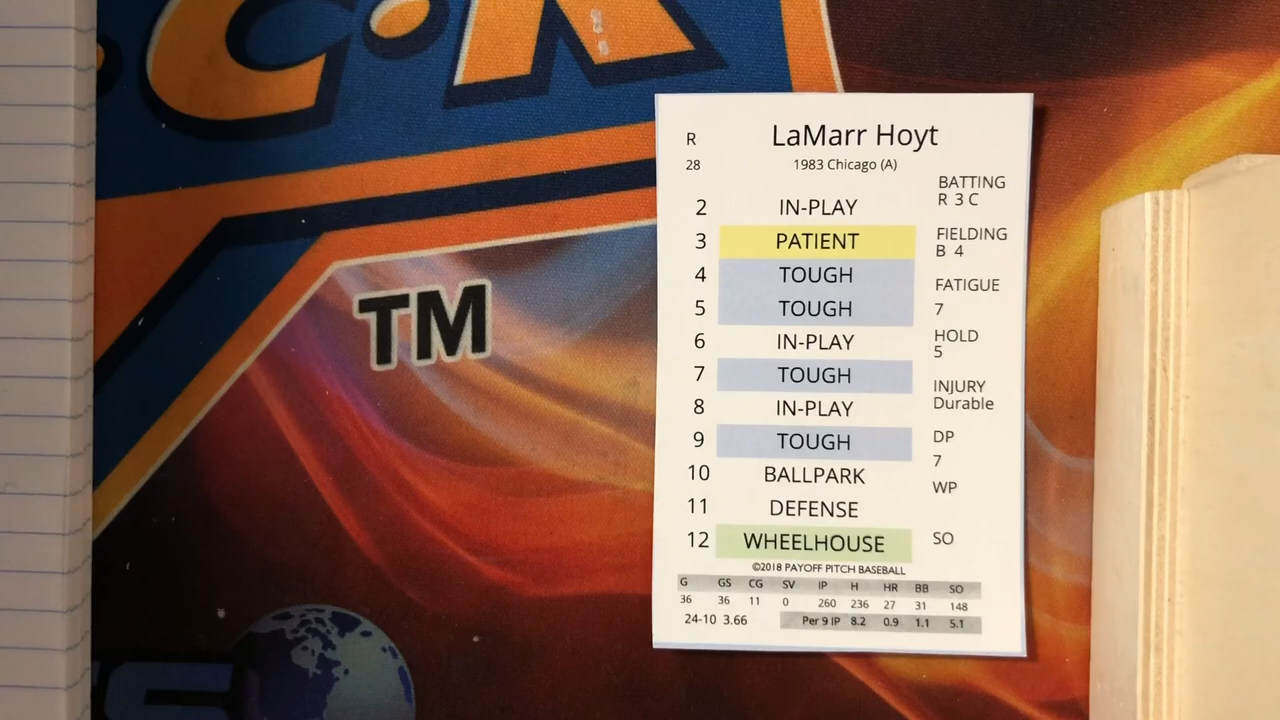 C·K
TM
R LaMarr Hoyt
28 1983 Chicago (A)
BATTING
R 3 C
2 IN-PLAY
3 PATIENT
FIELDING
B 4
4 TOUGH
FATIGUE
5 TOUGH
7
6 IN-PLAY
HOLD
5
7 TOUGH
INJURY
Durable
8 IN-PLAY
9 TOUGH
DP
7
10 BALLPARK
WP
11 DEFENSE
12 WHEELHOUSE
SO
©2018 PAYOFF PITCH BASEBALL
G GS CG SV IP H HR BB SO
36 36 11 0 260 236 27 31 148
24-10 3.66 Per 9 IP 8.2 0.9 1.1 5.1